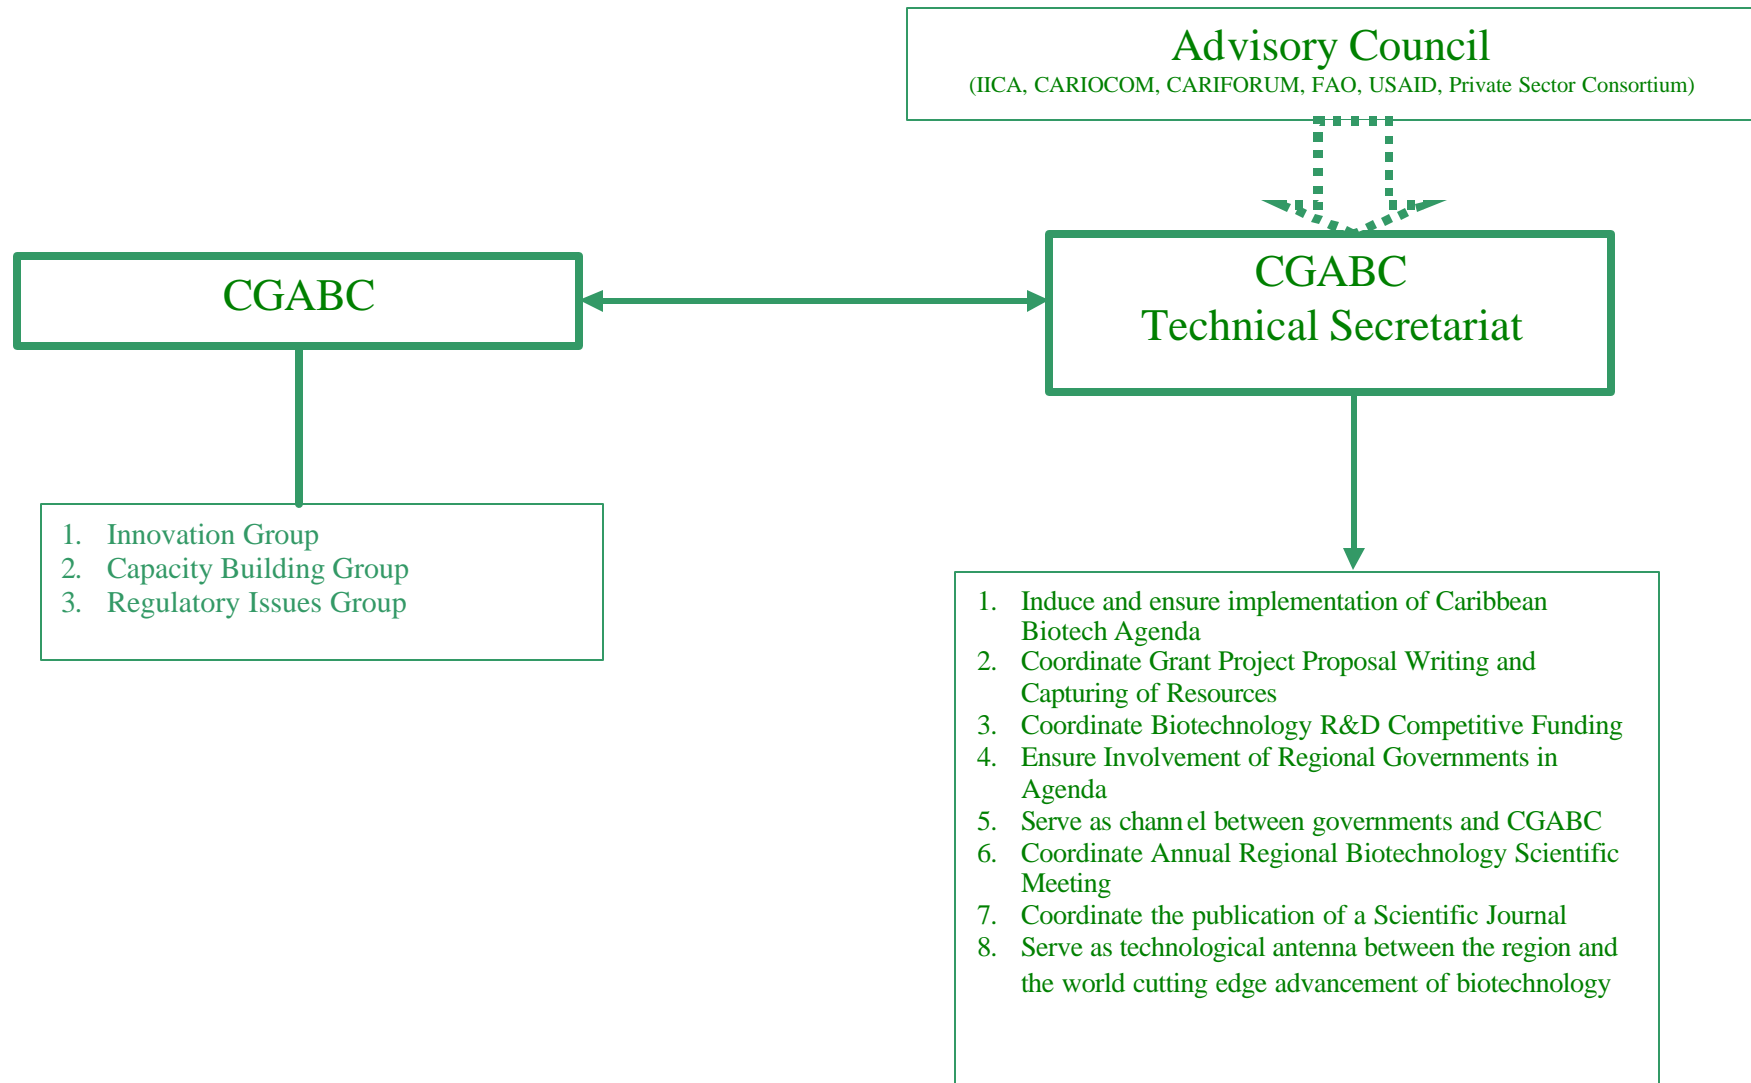 Advisory Council
(IICA, CARIOCOM, CARIFORUM, FAO, USAID, Private Sector Consortium)
CGABC
CGABC
Technical Secretariat
1. Innovation Group
2. Capacity Building Group
3. Regulatory Issues Group
1. Induce and ensure implementation of Caribbean
Biotech Agenda
2. Coordinate Grant Project Proposal Writing and
Capturing of Resources
3. Coordinate Biotechnology R&D Competitive Funding
4. Ensure Involvement of Regional Governments in
Agenda
5. Serve as channel between governments and CGABC
6. Coordinate Annual Regional Biotechnology Scientific
Meeting
7. Coordinate the publication of a Scientific Journal
8. Serve as technological antenna between the region and
the world cutting edge advancement of biotechnology